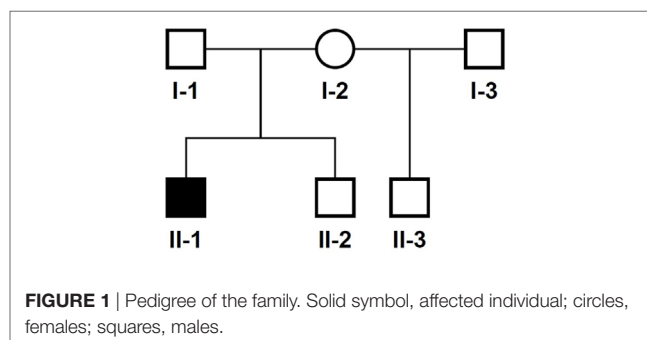 I-1 I-2 I-3
II-1 II-2 II-3
FIGURE 1 | Pedigree of the family. Solid symbol, affected individual; circles,
females; squares, males.